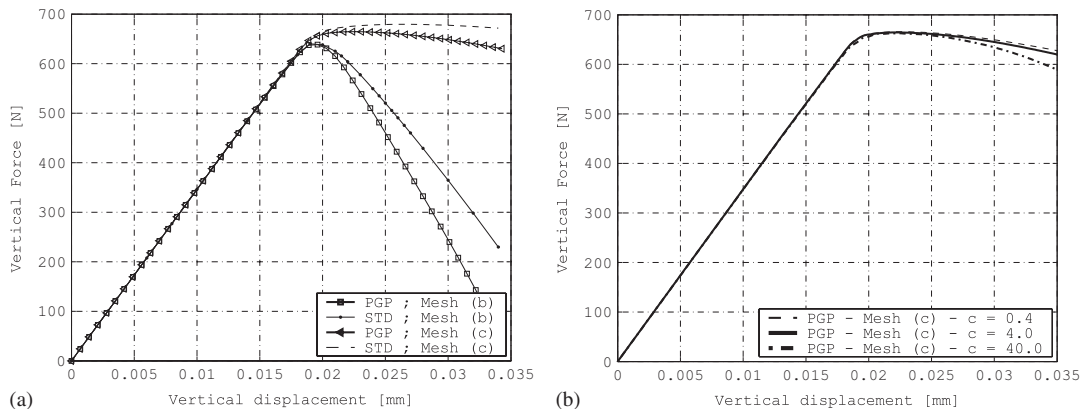 700
600
500
400
300
200
100
0
Vertical Force [N]
0 0.005 0.01 0.015 0.02 0.025 0.03 0.035
Vertical displacement [mm]
PGP ; Mesh (b)
STD ; Mesh (b)
PGP ; Mesh (c)
STD ; Mesh (c)
(a)
700
600
500
400
300
200
100
0
Vertical Force [N]
0 0.005 0.01 0.015 0.02 0.025 0.03 0.035
Vertical displacement [mm]
PGP - Mesh (c) - c = 0.4
PGP - Mesh (c) - c = 4.0
PGP - Mesh (c) - c = 40.0
(b)